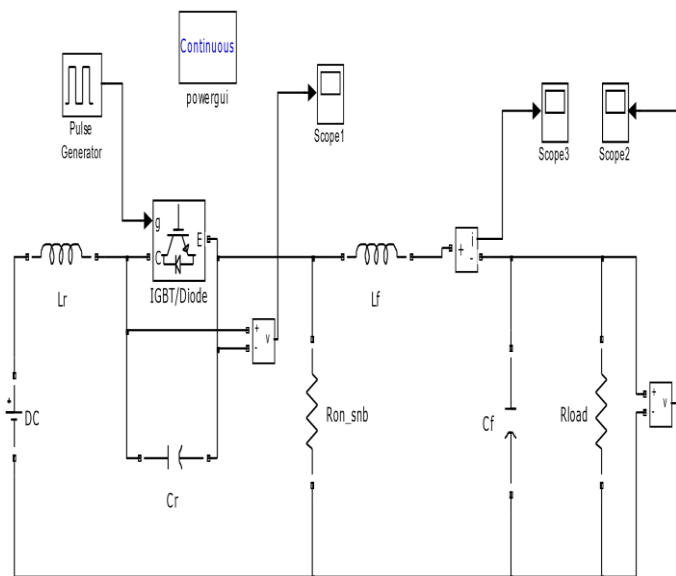 Continuous
powergui
Pulse
Generator
Scope1
Scope3
Scope2
g
C
E
IGBT/Diode
Lr
Lf
i
+
-
+
-
v
DC
+
Ron_snb
Cf
Rload
+
-
v
Cr